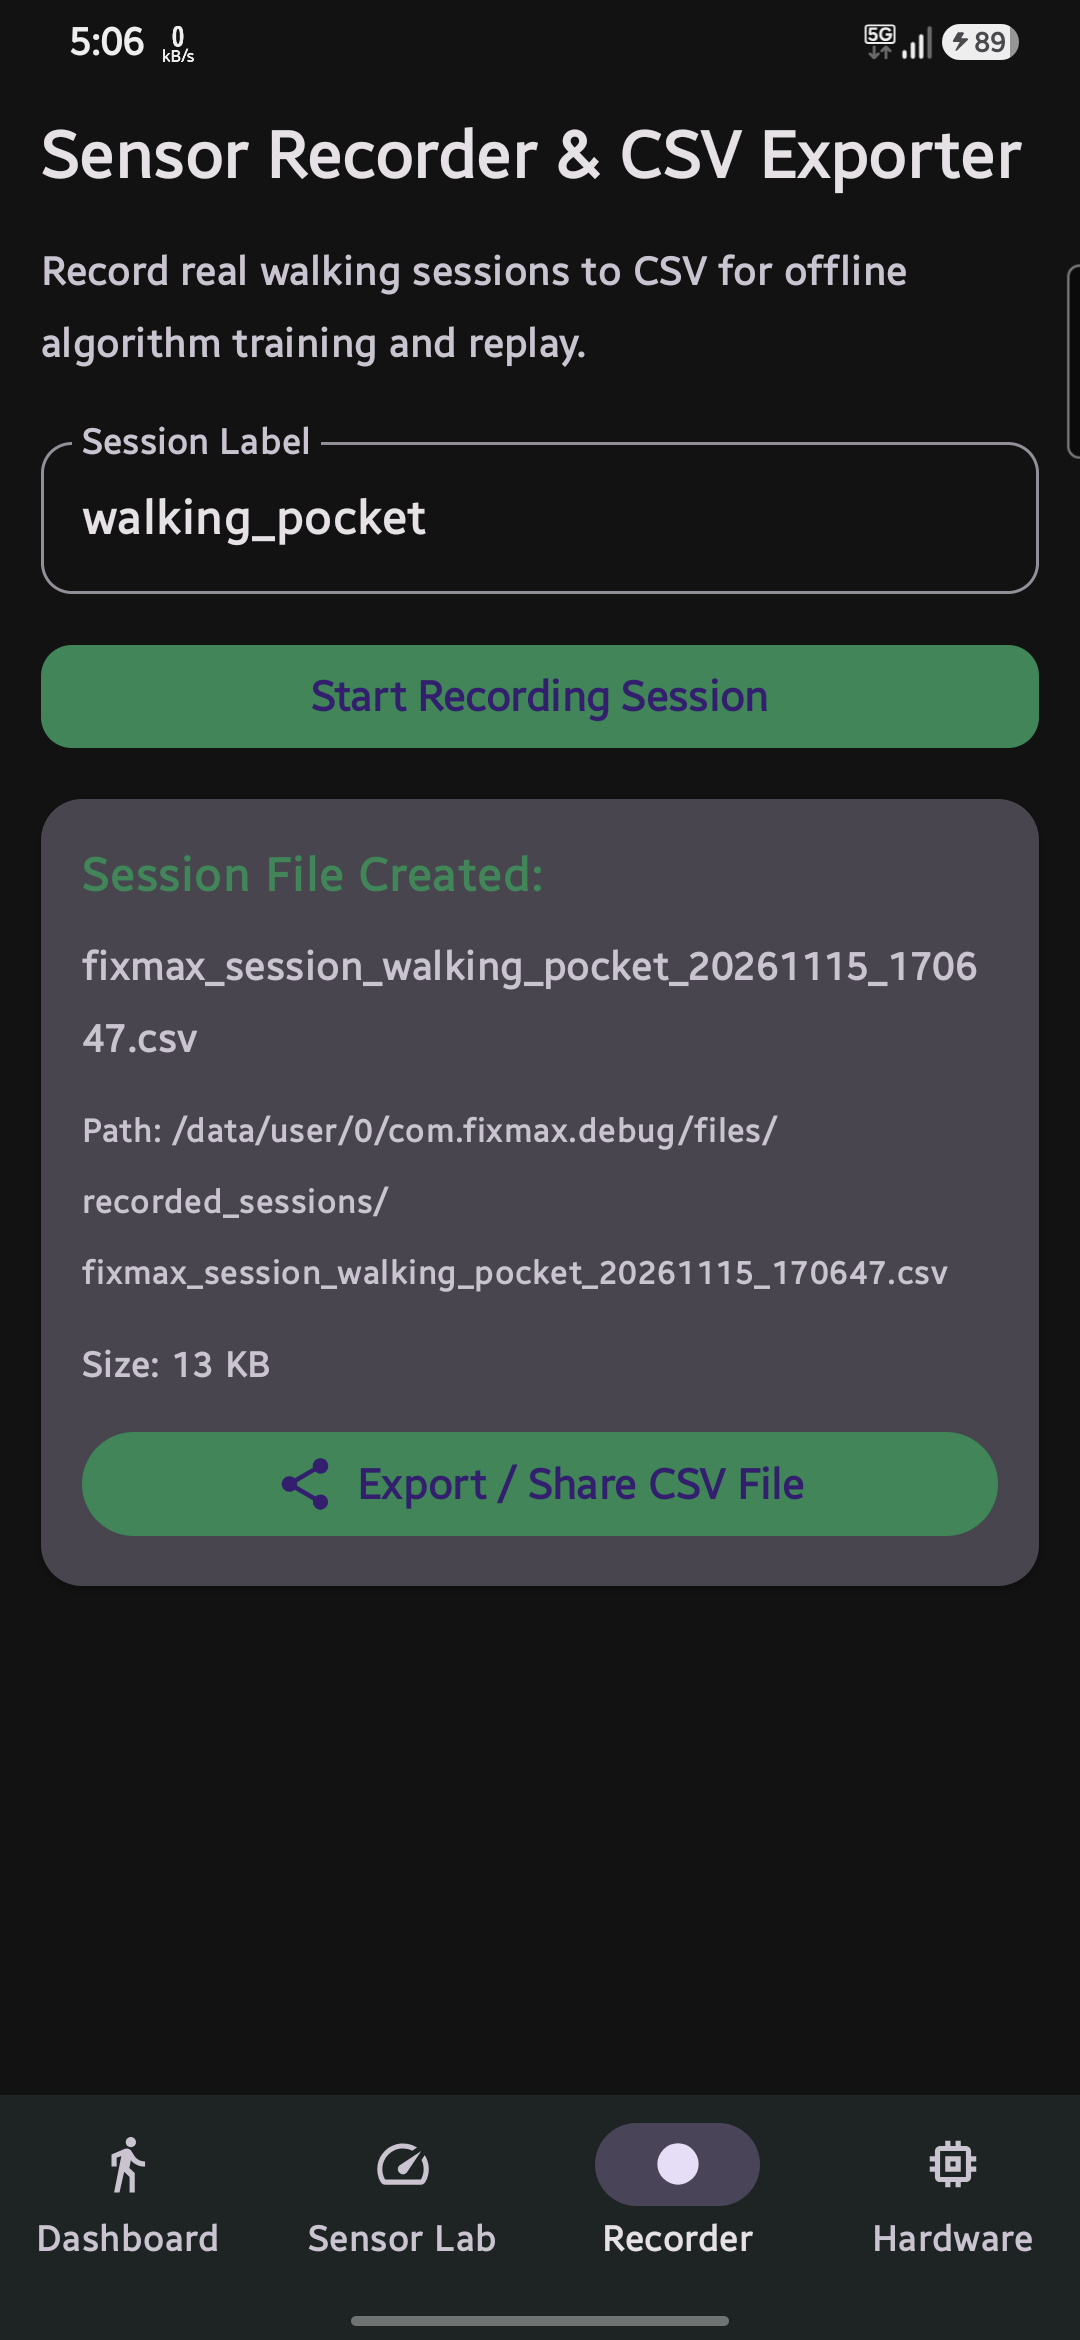 5:06 0 kB/s 5G 89
Sensor Recorder & CSV Exporter
Record real walking sessions to CSV for offline
algorithm training and replay.
Session Label
walking_pocket
Start Recording Session
Session File Created:
fixmax_session_walking_pocket_20261115_1706
47.csv
Path: /data/user/0/com.fixmax.debug/files/
recorded_sessions/
fixmax_session_walking_pocket_20261115_170647.csv
Size: 13 KB
Export / Share CSV File
Dashboard Sensor Lab Recorder Hardware